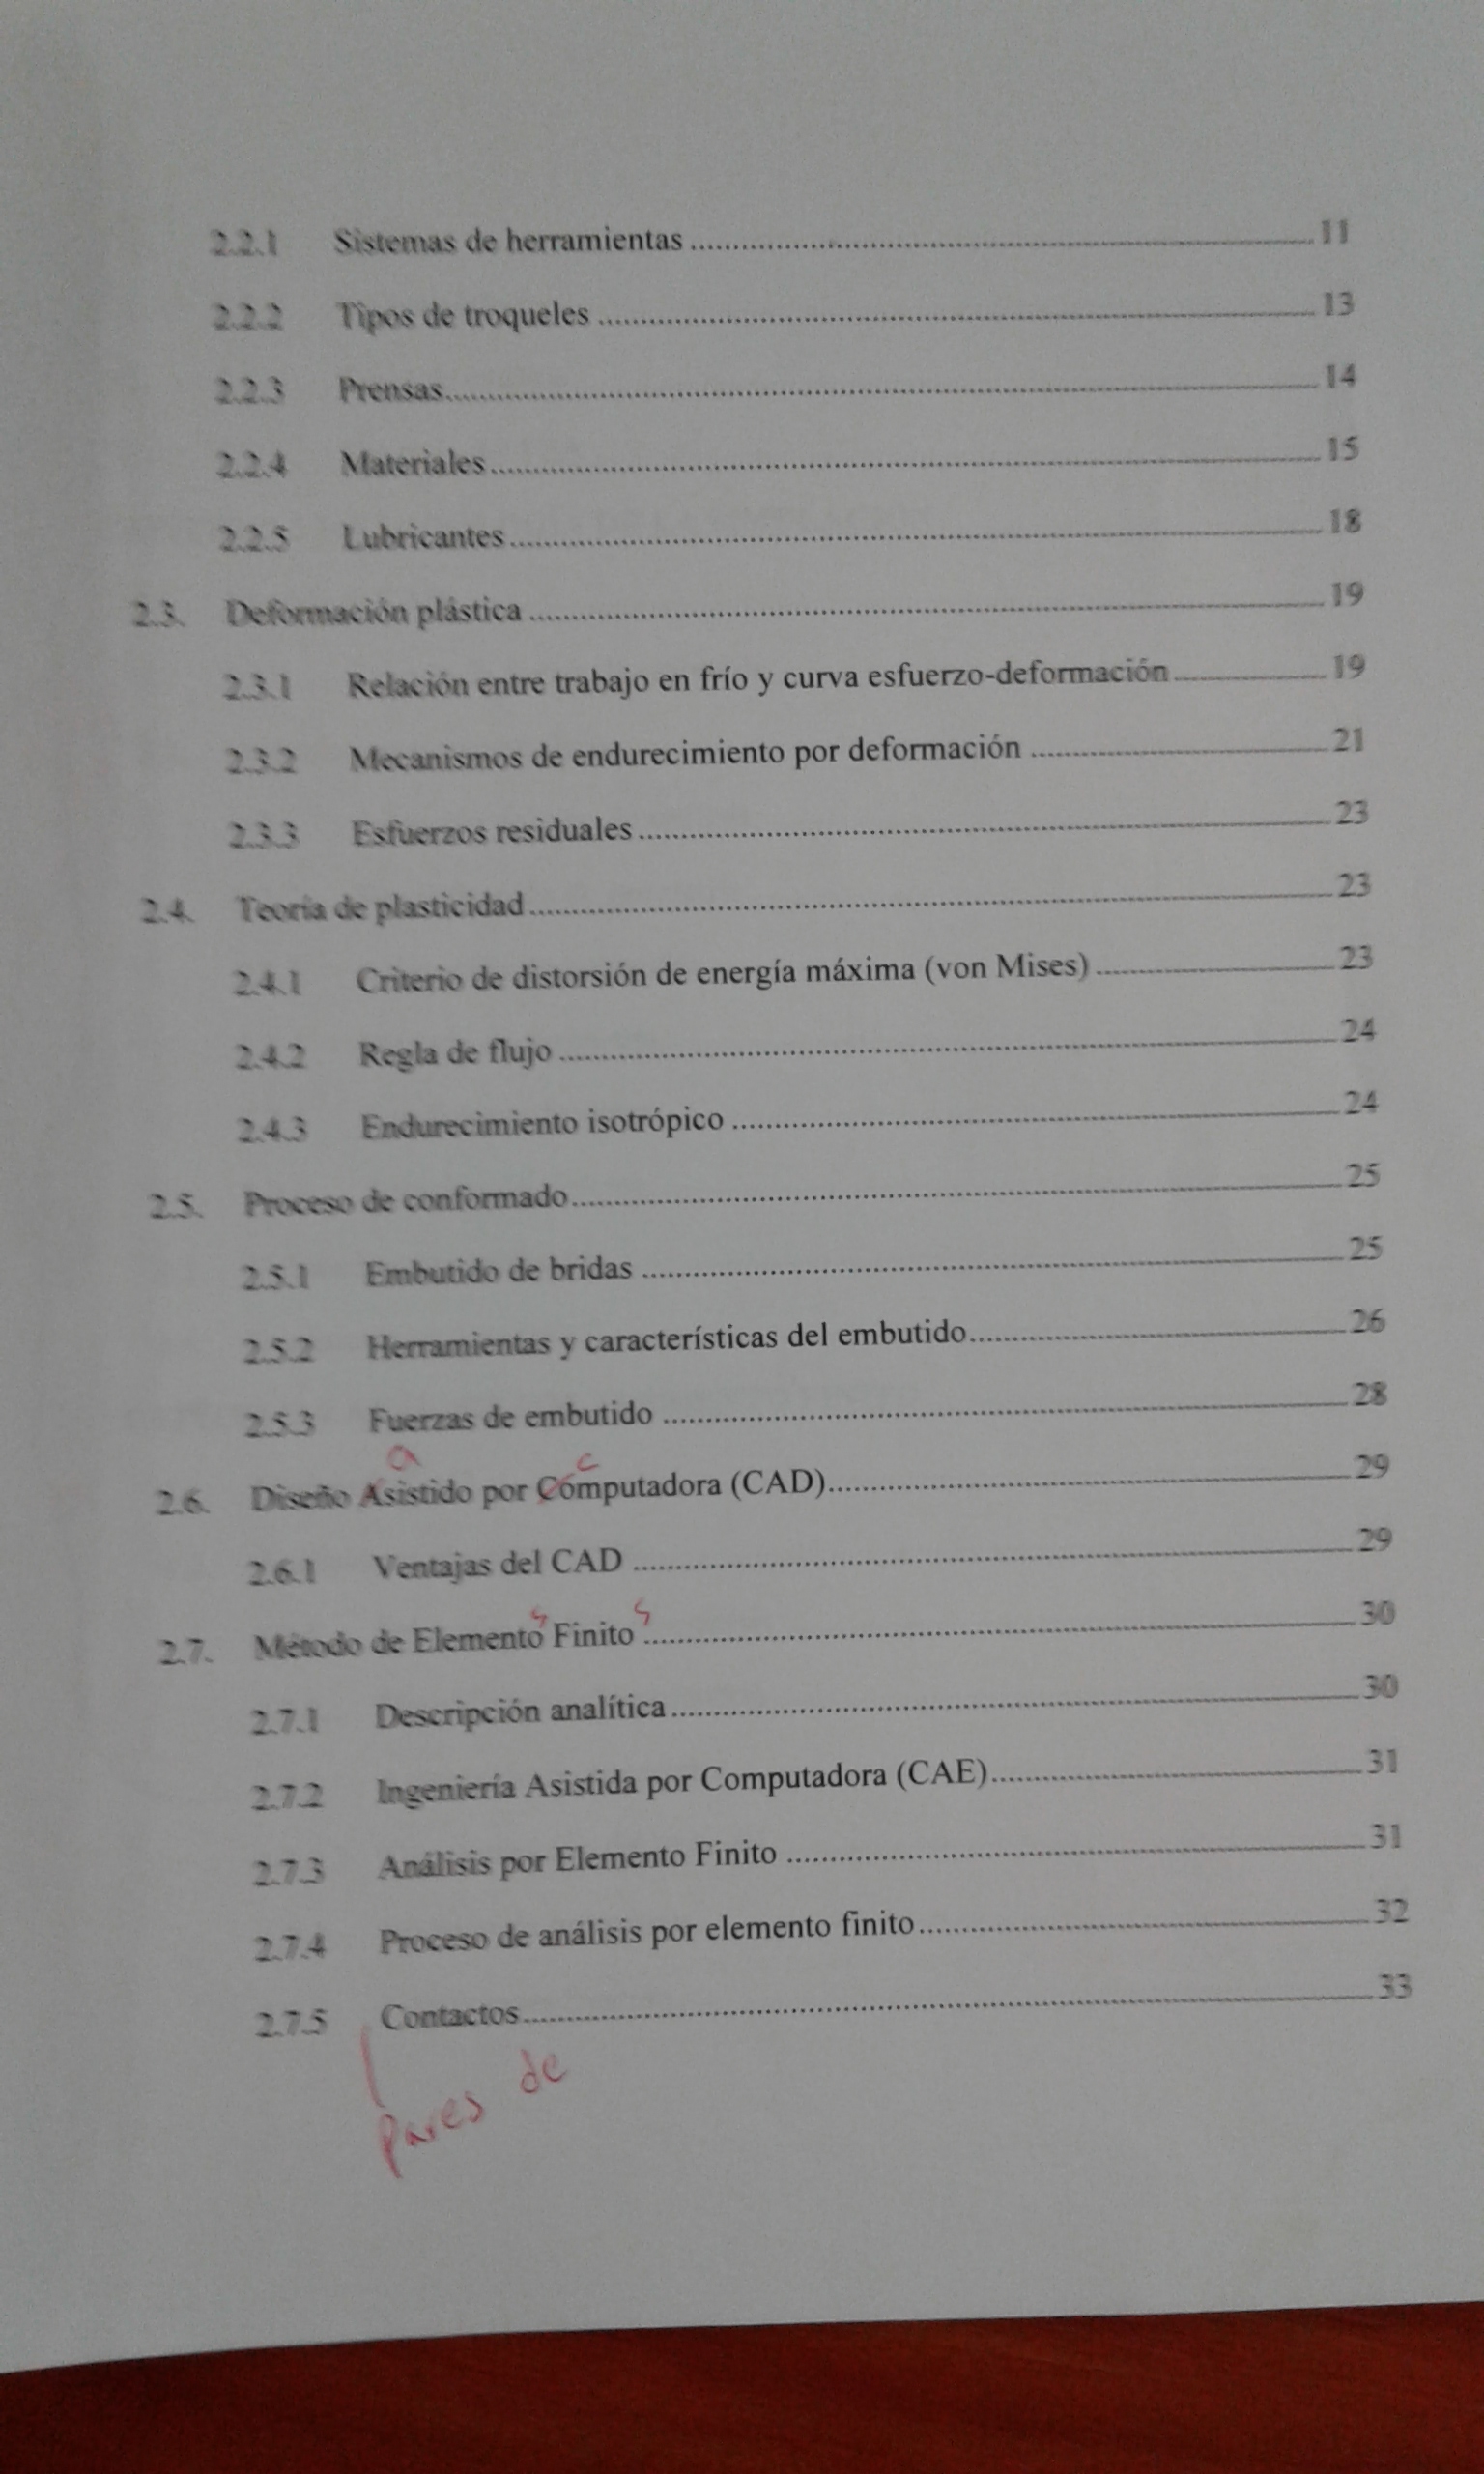 2.2.1 Sistemas de herramientas 11
2.2.2 Tipos de troqueles 13
2.2.3 Prensas 14
2.2.4 Materiales 15
2.2.5 Lubricantes 18
2.3. Deformación plástica 19
2.3.1 Relación entre trabajo en frío y curva esfuerzo-deformación 19
2.3.2 Mecanismos de endurecimiento por deformación 21
2.3.3 Esfuerzos residuales 23
2.4. Teoría de plasticidad 23
2.4.1 Criterio de distorsión de energía máxima (von Mises) 23
2.4.2 Regla de flujo 24
2.4.3 Endurecimiento isotrópico 24
2.5. Proceso de conformado 25
2.5.1 Embutido de bridas 25
2.5.2 Herramientas y características del embutido 26
2.5.3 Fuerzas de embutido 28
a c
2.6. Diseño Asistido por Computadora (CAD) 29
2.6.1 Ventajas del CAD 29
s s
2.7. Método de Elemento Finito 30
2.7.1 Descripción analítica 30
2.7.2 Ingeniería Asistida por Computadora (CAE) 31
2.7.3 Análisis por Elemento Finito 31
2.7.4 Proceso de análisis por elemento finito 32
2.7.5 Contactos 33
Pares de